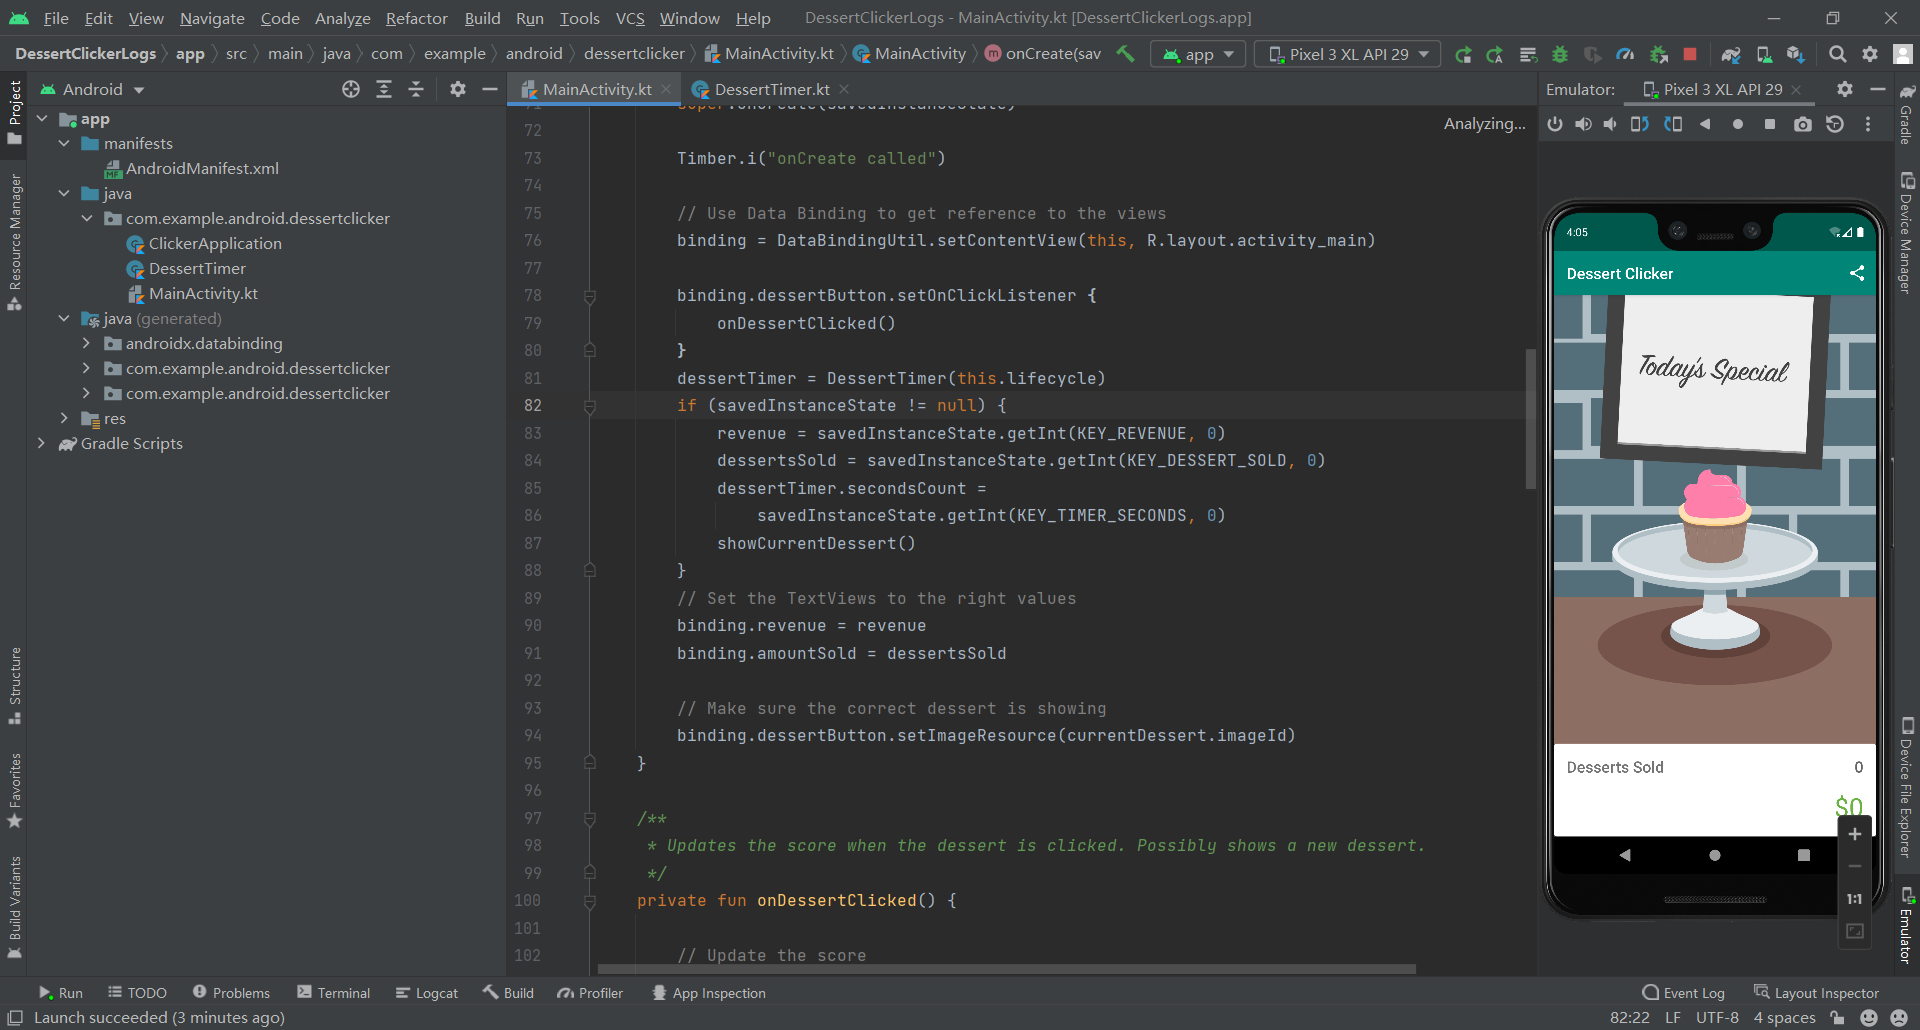 File Edit View Navigate Code Analyze Refactor Build Run Tools VCS Window Help DessertClickerLogs - MainActivity.kt [DessertClickerLogs.app]
DessertClickerLogs app src main java com example android dessertclicker MainActivity.kt MainActivity m onCreate(sav app Pixel 3 XL API 29
Project
Resource Manager
Structure
Favorites
Build Variants
Android
app
manifests
AndroidManifest.xml
java
com.example.android.dessertclicker
ClickerApplication
DessertTimer
MainActivity.kt
java (generated)
androidx.databinding
com.example.android.dessertclicker
com.example.android.dessertclicker
res
Gradle Scripts
MainActivity.kt DessertTimer.kt
Analyzing...
71 super.onCreate(savedInstanceState)
72
73 Timber.i("onCreate called")
74
75 // Use Data Binding to get reference to the views
76 binding = DataBindingUtil.setContentView(this, R.layout.activity_main)
77
78 binding.dessertButton.setOnClickListener {
79 onDessertClicked()
80 }
81 dessertTimer = DessertTimer(this.lifecycle)
82 if (savedInstanceState != null) {
83 revenue = savedInstanceState.getInt(KEY_REVENUE, 0)
84 dessertsSold = savedInstanceState.getInt(KEY_DESSERT_SOLD, 0)
85 dessertTimer.secondsCount =
86 savedInstanceState.getInt(KEY_TIMER_SECONDS, 0)
87 showCurrentDessert()
88 }
89 // Set the TextViews to the right values
90 binding.revenue = revenue
91 binding.amountSold = dessertsSold
92
93 // Make sure the correct dessert is showing
94 binding.dessertButton.setImageResource(currentDessert.imageId)
95 }
96
97 /**
98 * Updates the score when the dessert is clicked. Possibly shows a new dessert.
99 */
100 private fun onDessertClicked() {
101
102 // Update the score
Emulator: Pixel 3 XL API 29
4:05
Dessert Clicker
Today's Special
Desserts Sold 0
$0
1:1
Gradle
Device Manager
Device File Explorer
Emulator
Run TODO Problems Terminal Logcat Build Profiler App Inspection Event Log Layout Inspector
Launch succeeded (3 minutes ago) 82:22 LF UTF-8 4 spaces